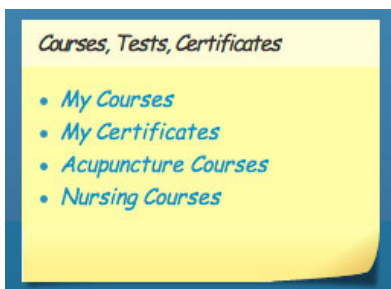 Courses, Tests, Certificates
My Courses
My Certificates
Acupuncture Courses
Nursing Courses